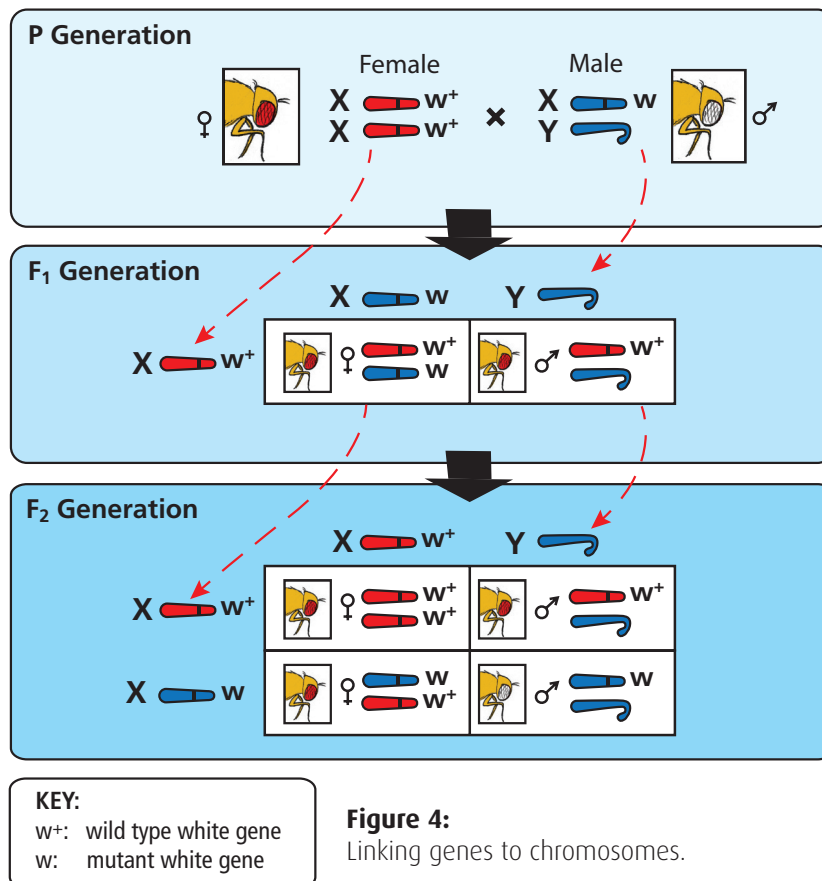 P Generation
Female Male
♀ X w⁺ × X w ♂
X w⁺ Y
F₁ Generation
X w Y
X w⁺ ♀ w⁺ ♂ w⁺
w
F₂ Generation
X w⁺ Y
X w⁺ ♀ w⁺ ♂ w⁺
w⁺
X w ♀ w ♂ w
w⁺
KEY:
w⁺: wild type white gene
w: mutant white gene
Figure 4:
Linking genes to chromosomes.